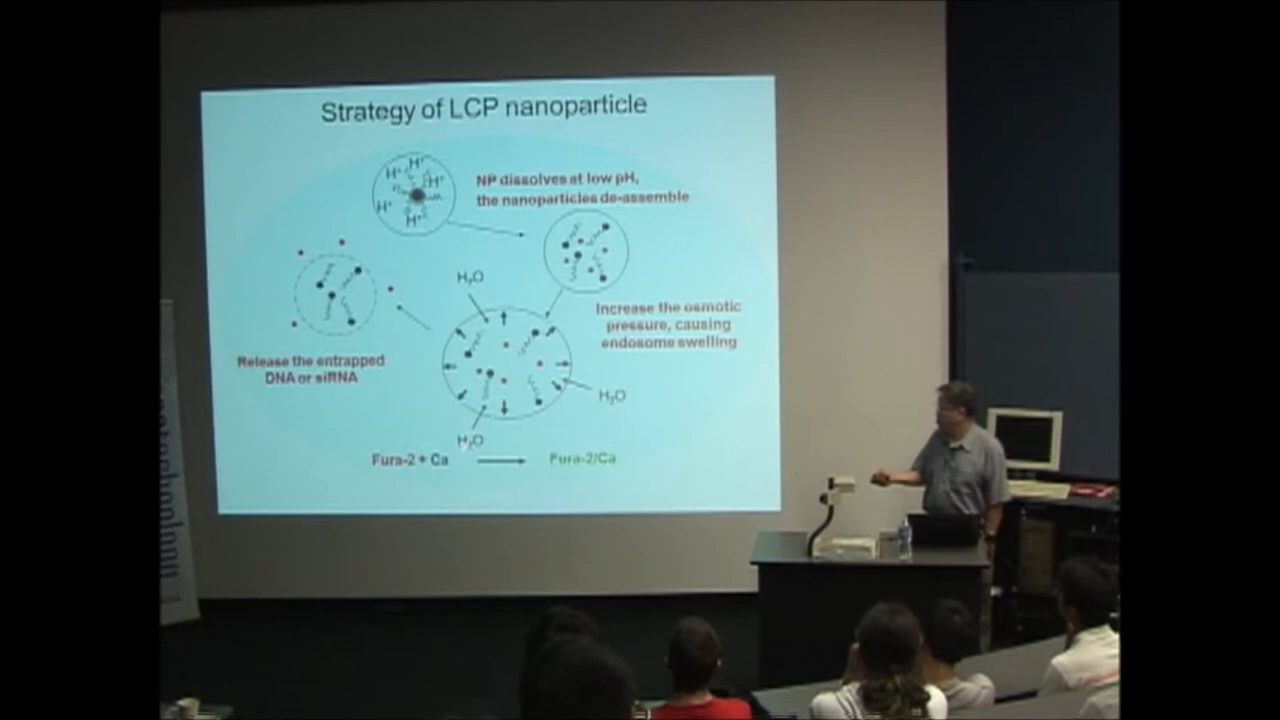 Strategy of LCP nanoparticle
H⁺
H⁺
H⁺
H⁺
H⁺
NP dissolves at low pH,
the nanoparticles de-assemble
H₂O
Increase the osmotic
pressure, causing
endosome swelling
Release the entrapped
DNA or siRNA
H₂O
H₂O
Fura-2 + Ca
Fura-2/Ca